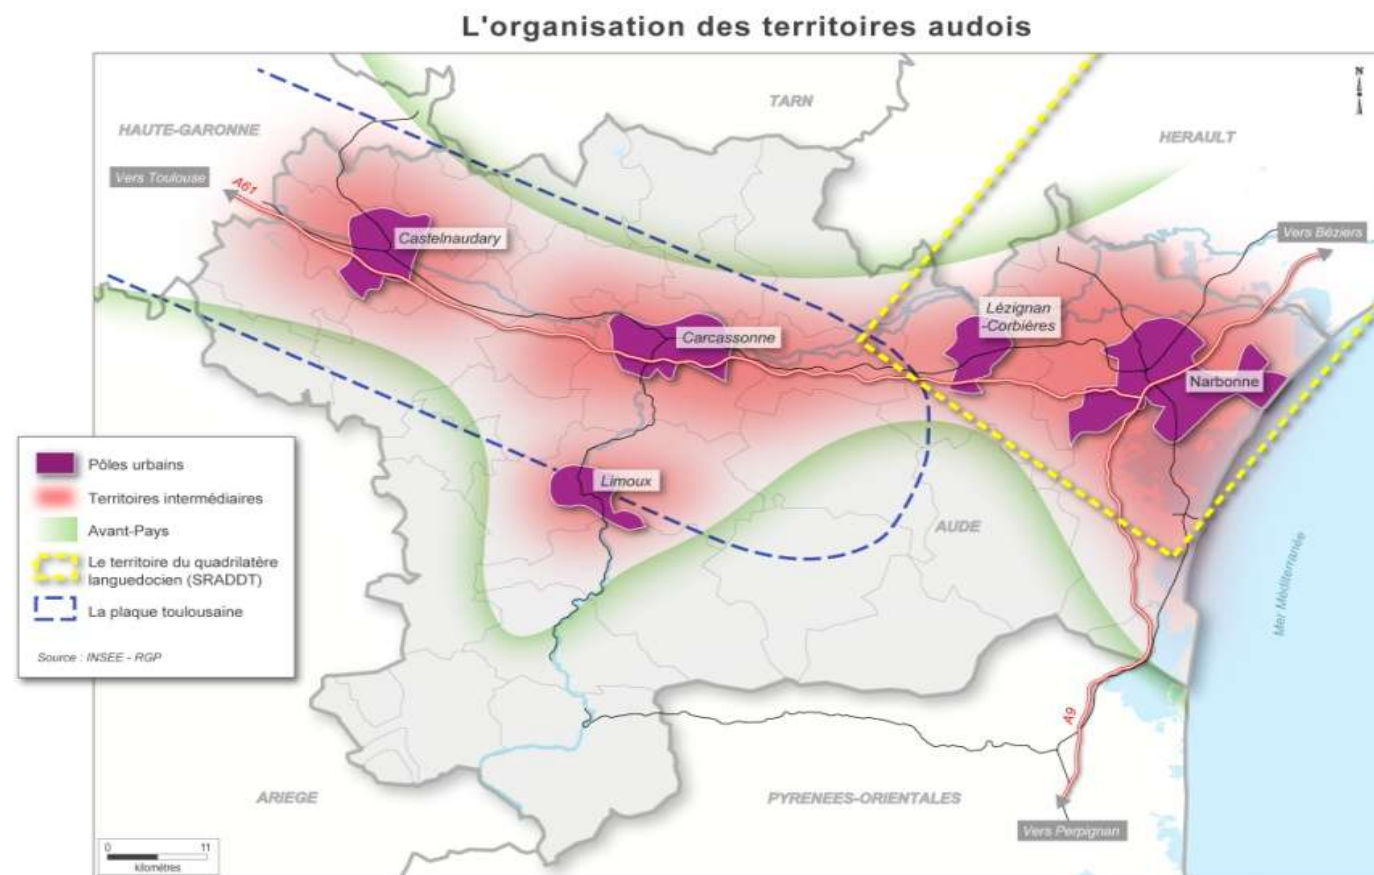 L'organisation des territoires audois
N
TARN
HAUTE-GARONNE
HERAULT
Vers Toulouse
A61
Castelnaudary
Vers Béziers
Lézignan
-Corbières
Carcassonne
Narbonne
Limoux
AUDE
Mer Méditerranée
Pôles urbains
Territoires intermédiaires
Avant-Pays
Le territoire du quadrilatère
languedocien (SRADDT)
La plaque toulousaine
Source : INSEE - RGP
A9
ARIEGE
PYRENEES-ORIENTALES
Vers Perpignan
0 11
kilomètres